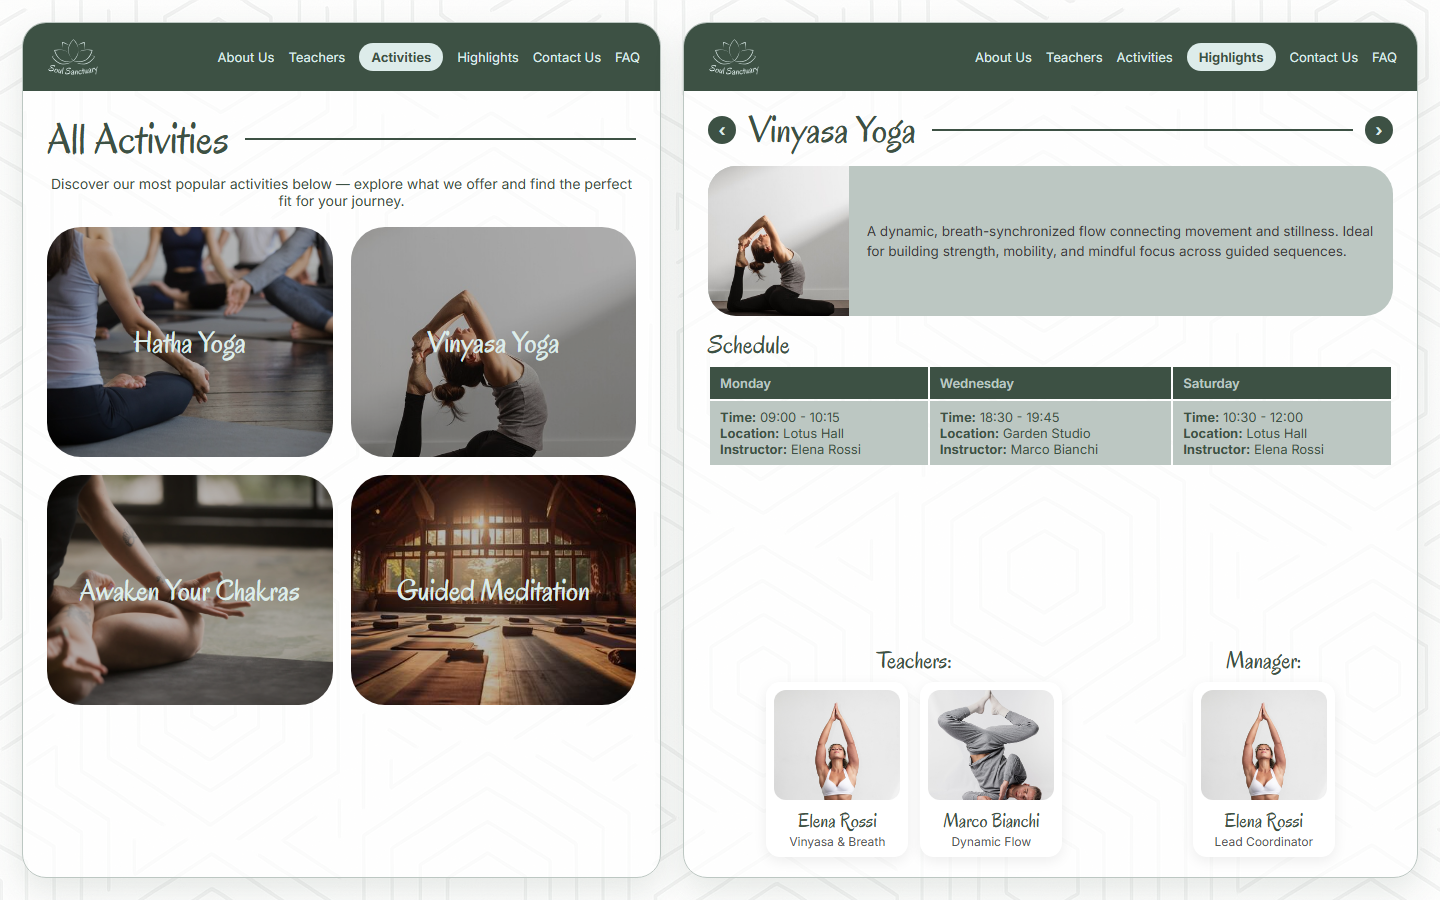 Soul Sanctuary
About Us
Teachers
Activities
Highlights
Contact Us
FAQ
All Activities
Discover our most popular activities below — explore what we offer and find the perfect
fit for your journey.
Hatha Yoga
Vinyasa Yoga
Awaken Your Chakras
Guided Meditation
Soul Sanctuary
About Us
Teachers
Activities
Highlights
Contact Us
FAQ
‹
Vinyasa Yoga
›
A dynamic, breath-synchronized flow connecting movement and stillness. Ideal
for building strength, mobility, and mindful focus across guided sequences.
Schedule
Monday
Wednesday
Saturday
Time: 09:00 - 10:15
Location: Lotus Hall
Instructor: Elena Rossi
Time: 18:30 - 19:45
Location: Garden Studio
Instructor: Marco Bianchi
Time: 10:30 - 12:00
Location: Lotus Hall
Instructor: Elena Rossi
Teachers:
Elena Rossi
Vinyasa & Breath
Marco Bianchi
Dynamic Flow
Manager:
Elena Rossi
Lead Coordinator